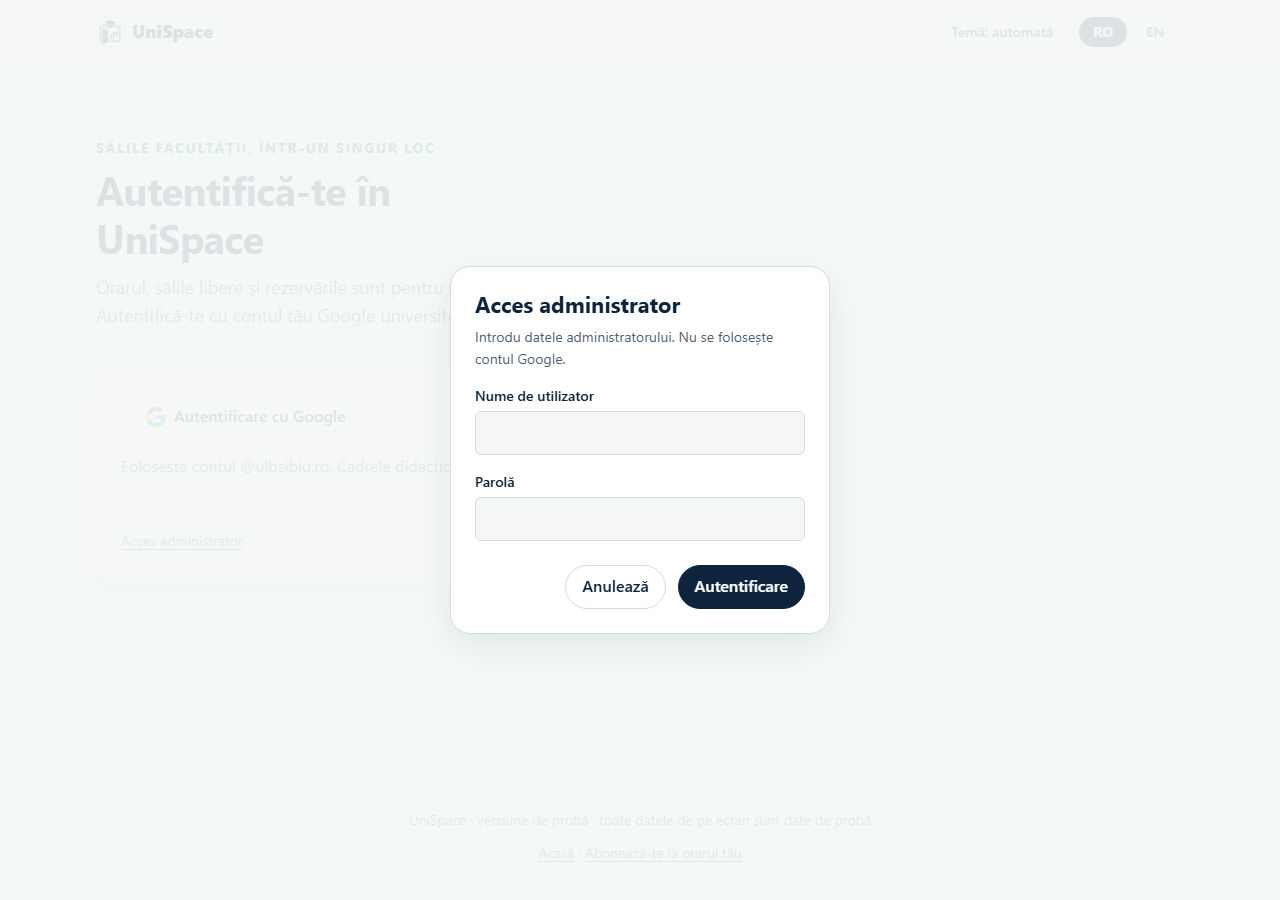 UniSpace
Temă: automată
RO
EN
SĂLILE FACULTĂȚII, ÎNTR-UN SINGUR LOC
Autentifică-te în
UniSpace
Orarul, sălile libere și rezervările sunt pentru
Autentifică-te cu contul tău Google
Autentificare cu Google
Folosește contul @ulbsibiu.ro. Cadrele
Acces administrator
Acces administrator
Introdu datele administratorului. Nu se folosește
contul Google.
Nume de utilizator
Parolă
Anulează
Autentificare
UniSpace · versiune de probă · toate datele de pe ecran sunt date de probă
Acasă · Abonează-te la orarul tău